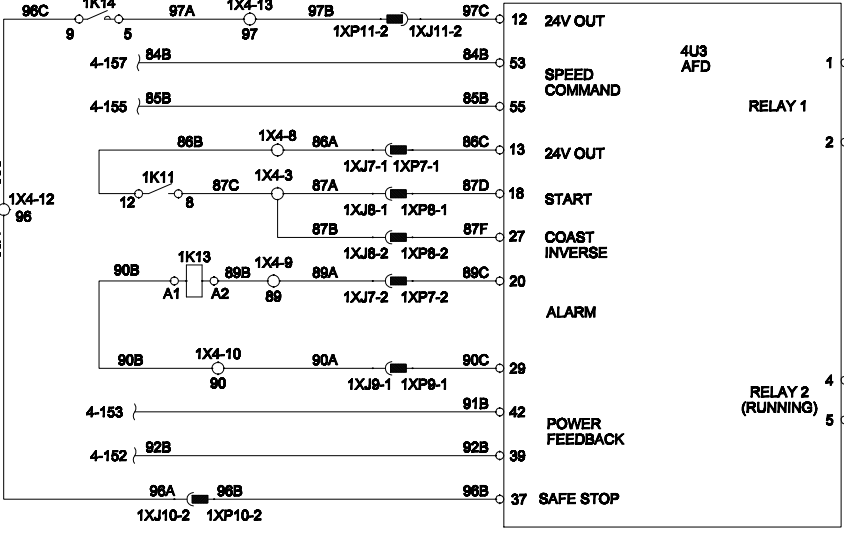 96C 1K14 97A 1X4-13 97B 97C 12 24V OUT
9 5 97 1XP11-2 1XJ11-2
4U3
AFD
4-157 84B 84B 53 1
SPEED
COMMAND
4-155 85B 85B 55 RELAY 1
86B 1X4-8 86A 86C 13 24V OUT 2
1XJ7-1 1XP7-1
1K11 87C 1X4-3 87A 87D 18 START
12 8 1XJ8-1 1XP8-1
1X4-12
96
87B 87F 27 COAST
INVERSE
1XJ8-2 1XP8-2
90B 1K13 89B 1X4-9 89A 89C 20
A1 A2 89 1XJ7-2 1XP7-2
ALARM
90B 1X4-10 90A 90C 29
90 1XJ9-1 1XP9-1
4
RELAY 2
(RUNNING)
5
4-153 91B 42
POWER
FEEDBACK
4-152 92B 92B 39
96A 96B 96B 37 SAFE STOP
1XJ10-2 1XP10-2